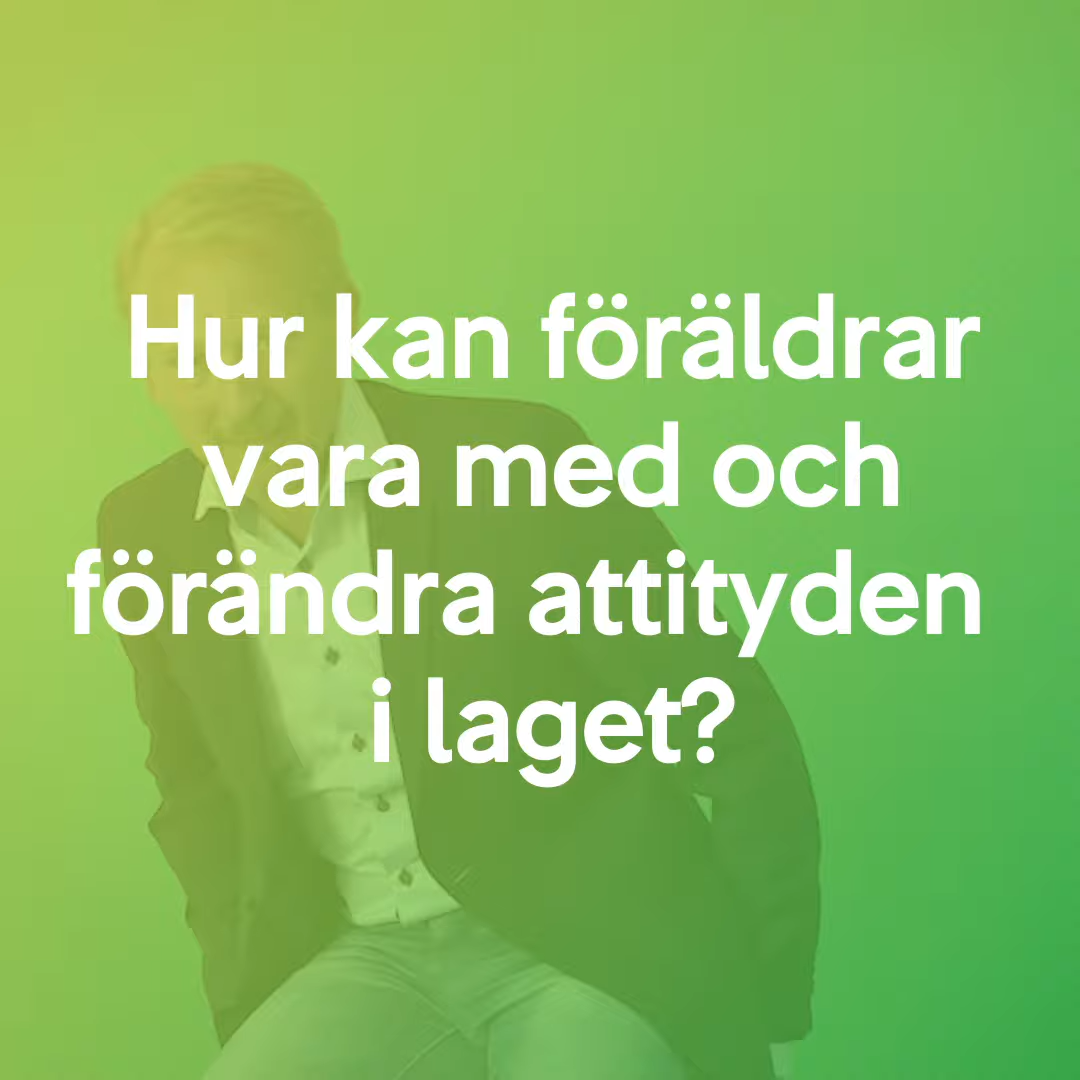 Hur kan föräldrar
vara med och
förändra attityden
i laget?